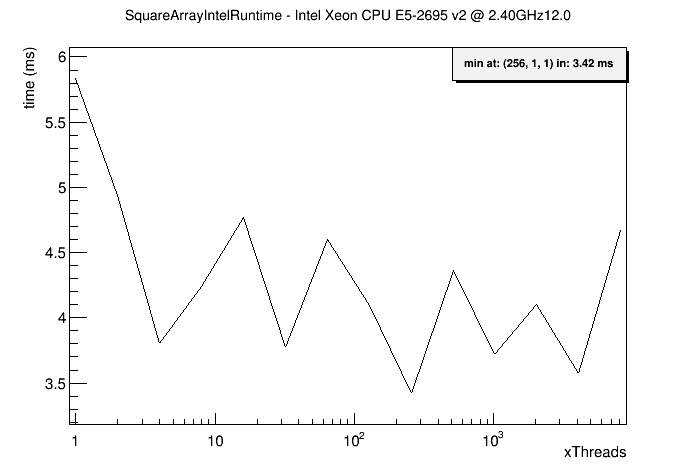 SquareArrayIntelRuntime - Intel Xeon CPU E5-2695 v2 @ 2.40GHz12.0
time (ms)
min at: (256, 1, 1) in: 3.42 ms
6
5.5
5
4.5
4
3.5
1 10 10² 10³
xThreads